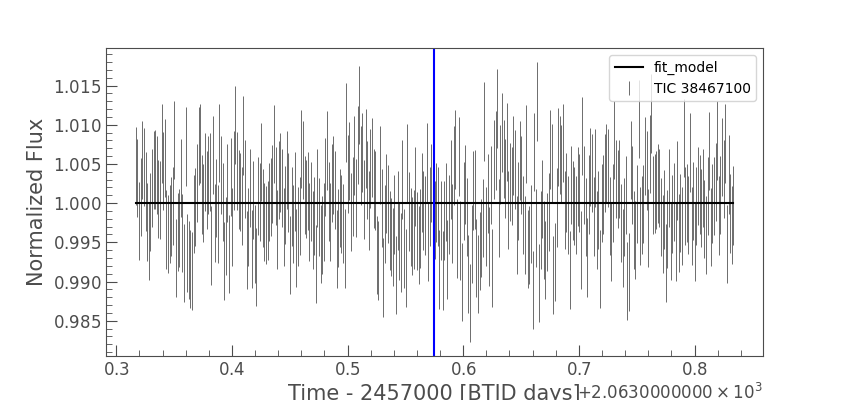 fit_model
TIC 38467100
1.015
1.010
1.005
1.000
0.995
0.990
0.985
Normalized Flux
0.3 0.4 0.5 0.6 0.7 0.8
Time - 2457000 [BTJD days]
+2.0630000000 × 10³